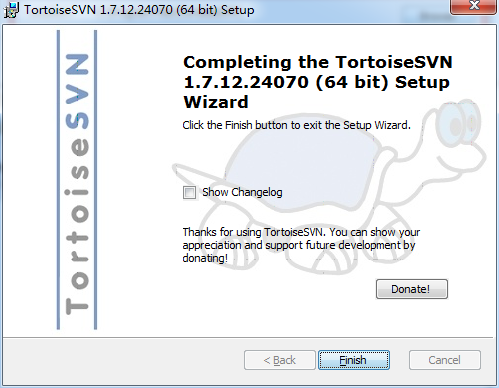 TortoiseSVN 1.7.12.24070 (64 bit) Setup
TortoiseSVN
Completing the TortoiseSVN
1.7.12.24070 (64 bit) Setup
Wizard
Click the Finish button to exit the Setup Wizard.
Show Changelog
Thanks for using TortoiseSVN. You can show your
appreciation and support future development by
donating!
Donate!
< Back
Finish
Cancel